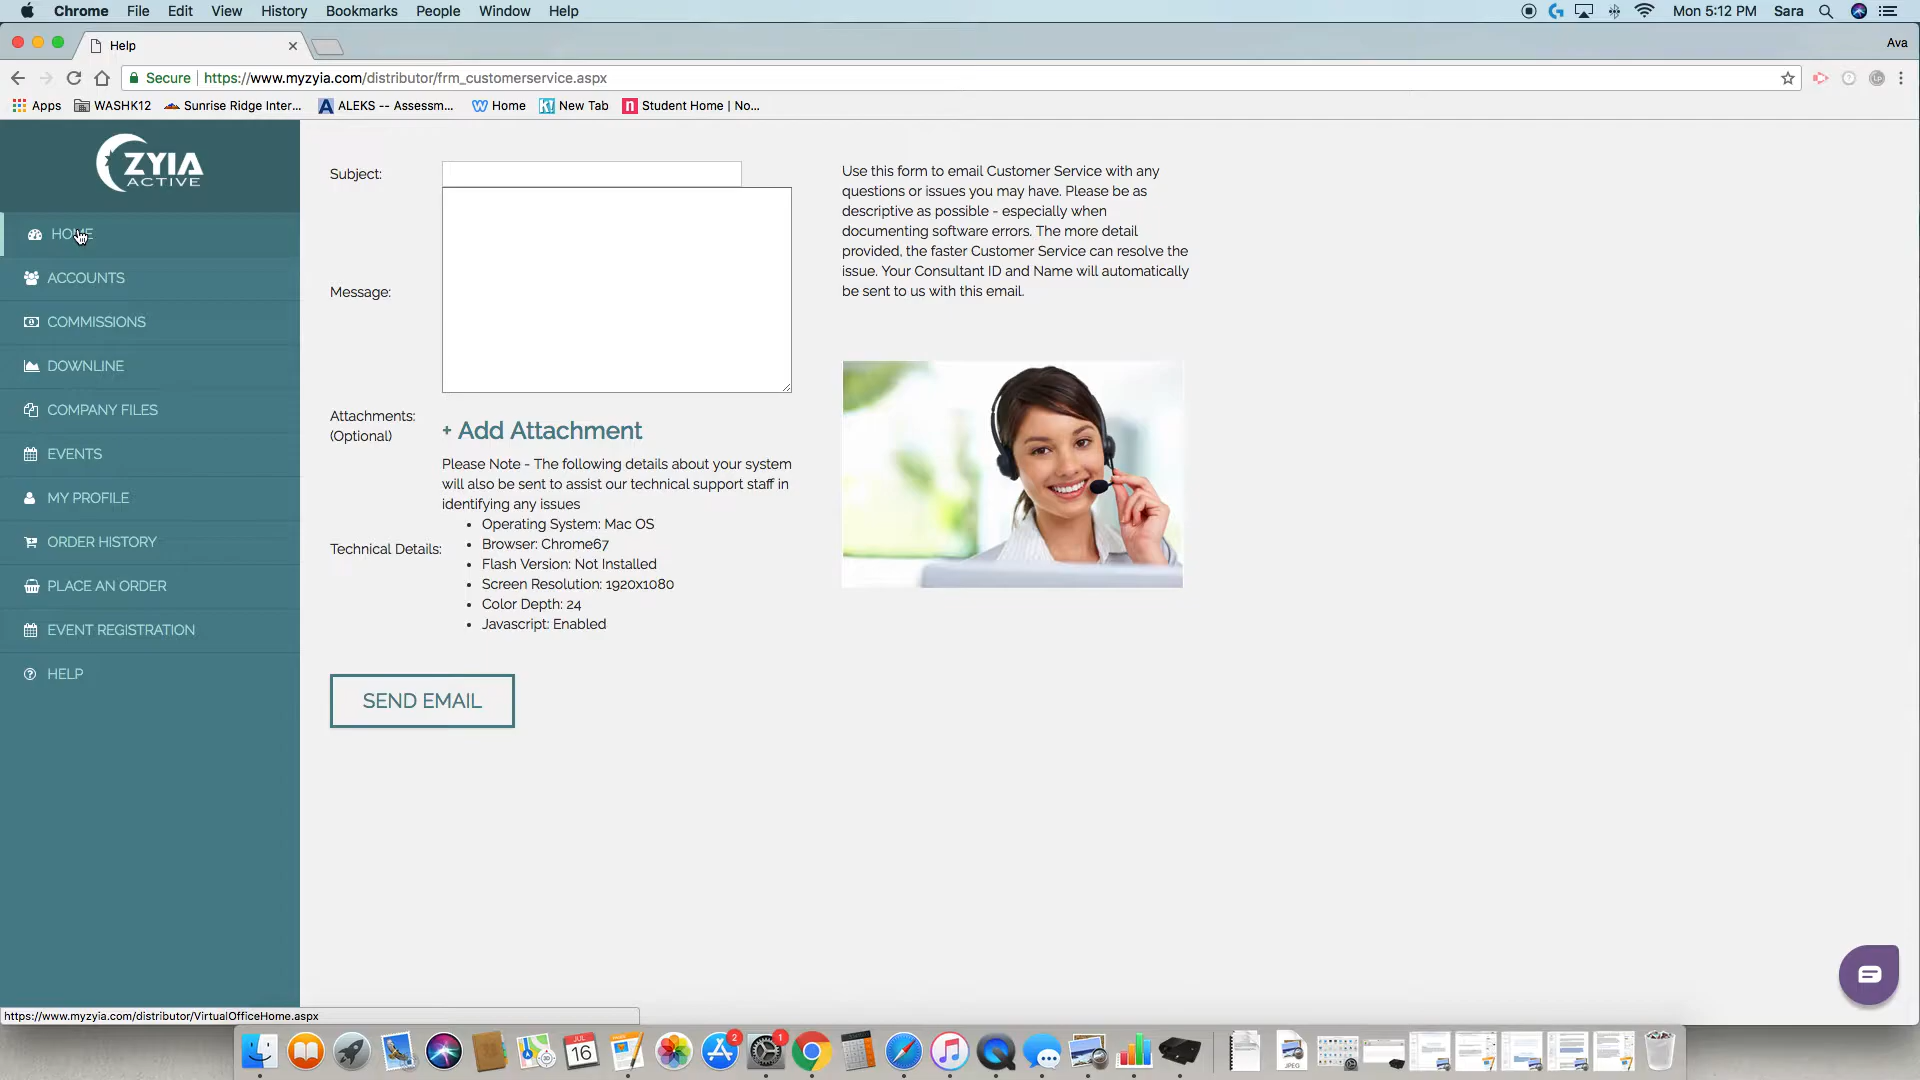 Chrome File Edit View History Bookmarks People Window Help Mon 5:12 PM Sara
Help Ava
Secure https://www.myzyia.com/distributor/frm_customerservice.aspx
Apps WASHK12 Sunrise Ridge Inter... ALEKS -- Assessm... Home New Tab Student Home | No...
ZYIA
ACTIVE
HOME
ACCOUNTS
COMMISSIONS
DOWNLINE
COMPANY FILES
EVENTS
MY PROFILE
ORDER HISTORY
PLACE AN ORDER
EVENT REGISTRATION
HELP
Subject:
Message:
Attachments:
(Optional)
+ Add Attachment
Please Note - The following details about your system
will also be sent to assist our technical support staff in
identifying any issues
Technical Details:
• Operating System: Mac OS
• Browser: Chrome67
• Flash Version: Not Installed
• Screen Resolution: 1920x1080
• Color Depth: 24
• Javascript: Enabled
SEND EMAIL
Use this form to email Customer Service with any
questions or issues you may have. Please be as
descriptive as possible - especially when
documenting software errors. The more detail
provided, the faster Customer Service can resolve the
issue. Your Consultant ID and Name will automatically
be sent to us with this email.
https://www.myzyia.com/distributor/VirtualOfficeHome.aspx
JUL
16
2
1
JPEG